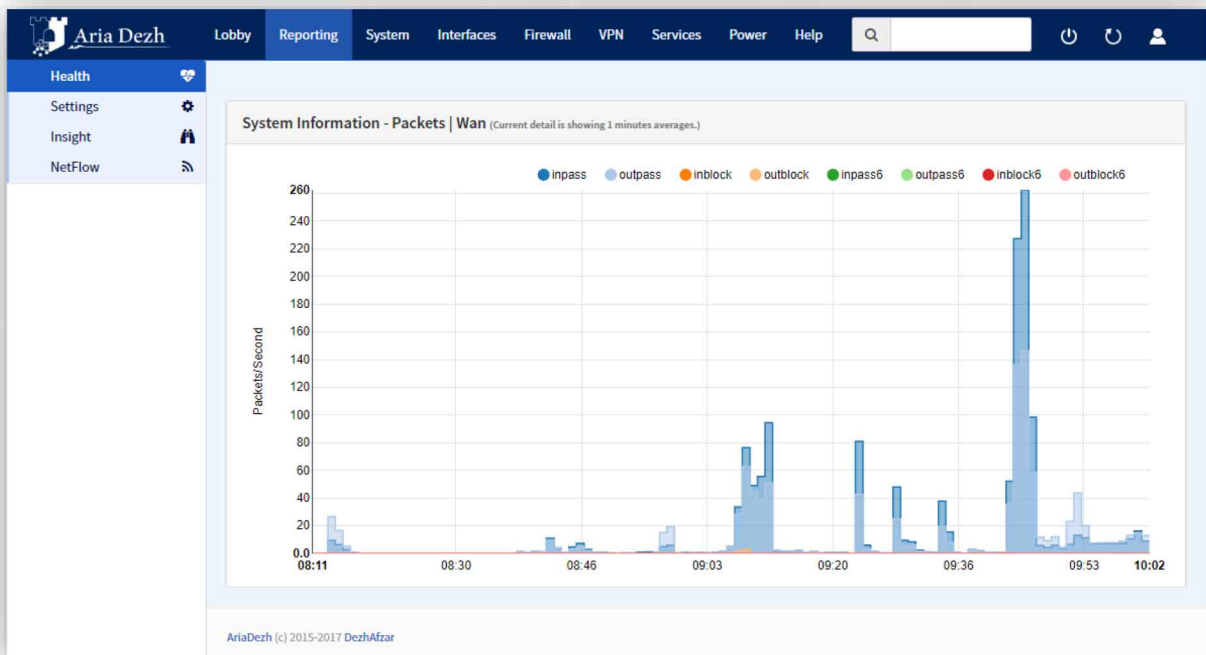 Aria Dezh
Lobby Reporting System Interfaces Firewall VPN Services Power Help
Health
Settings
Insight
NetFlow
System Information - Packets | Wan (Current detail is showing 1 minutes averages.)
inpass outpass inblock outblock inpass6 outpass6 inblock6 outblock6
260
240
220
200
180
160
140
120
100
80
60
40
20
0.0
Packets/Second
08:11 08:30 08:46 09:03 09:20 09:36 09:53 10:02
AriaDezh (c) 2015-2017 DezhAfzar